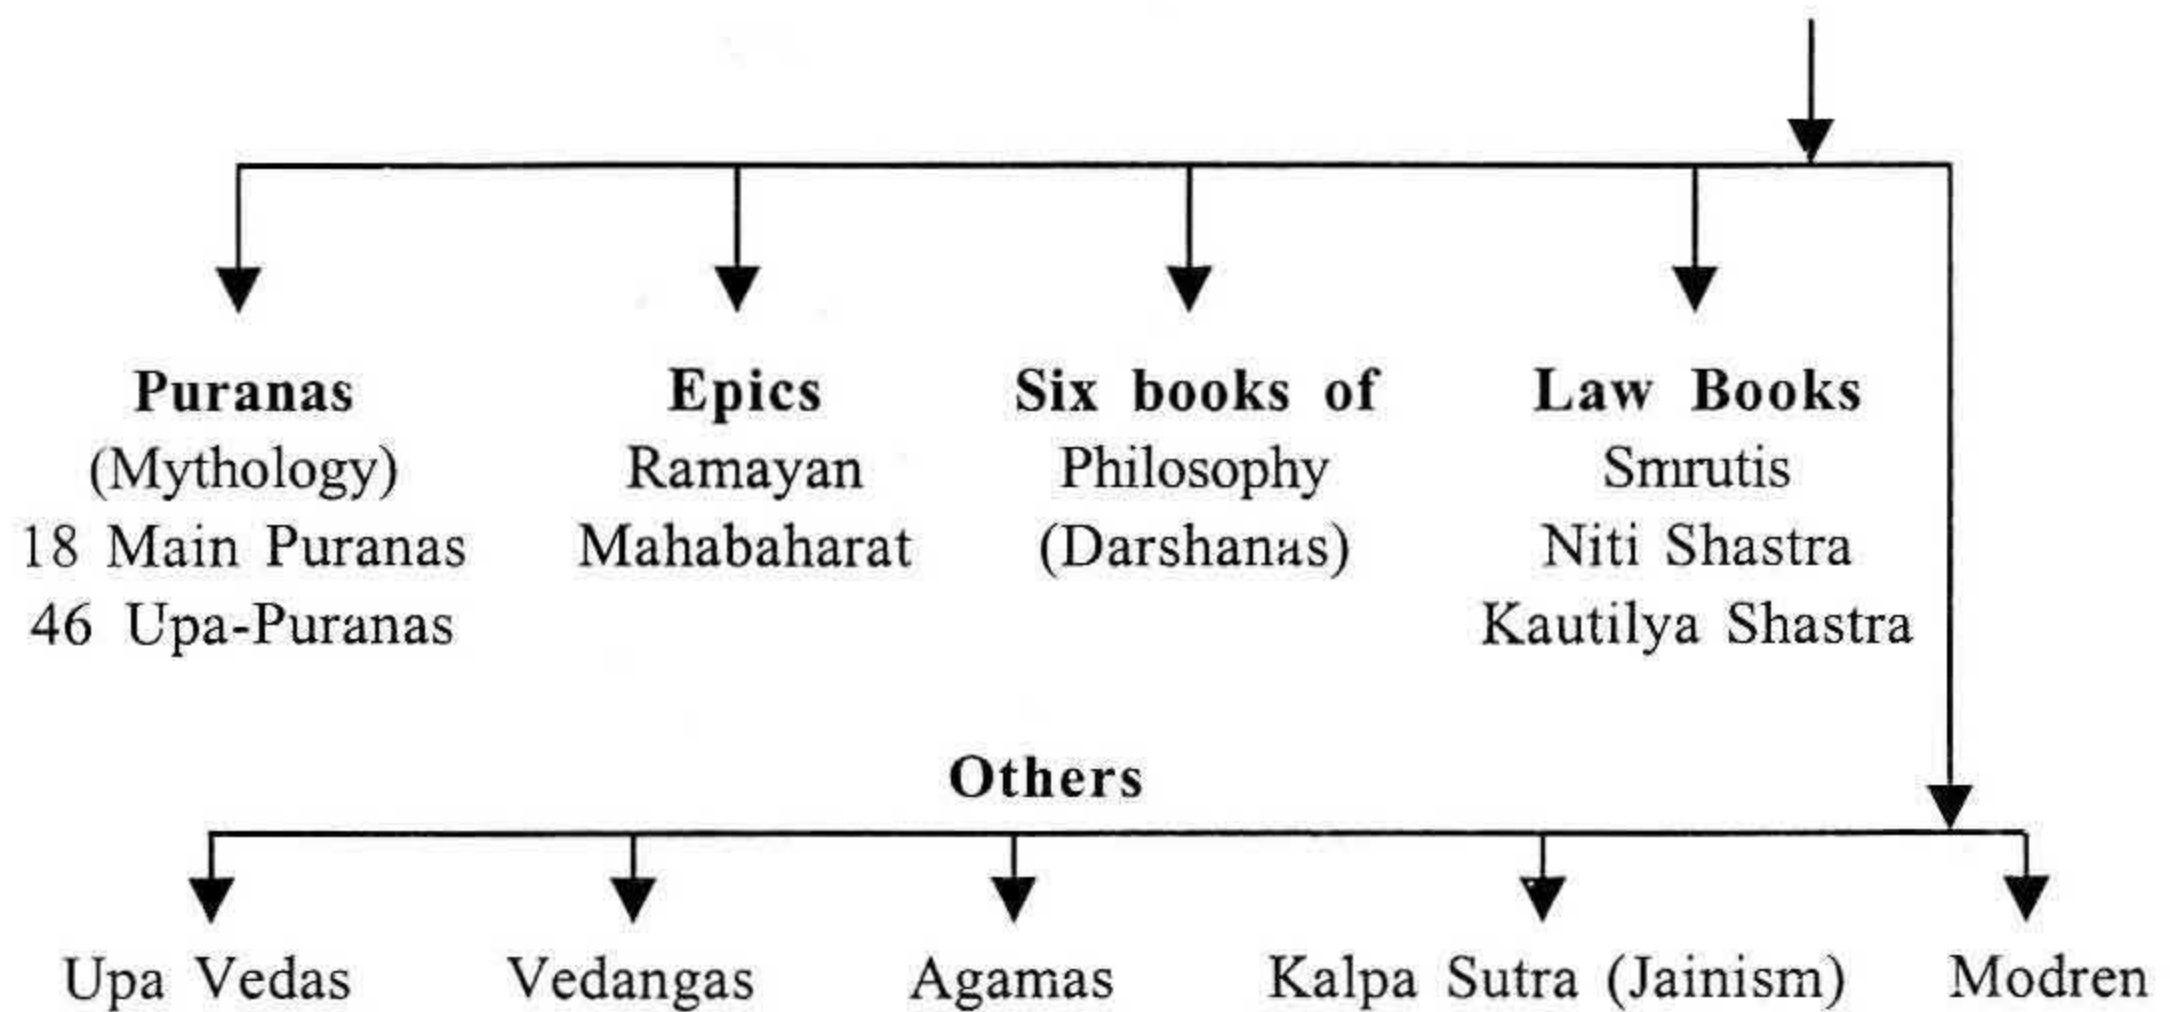 Puranas
(Mythology)
18 Main Puranas
46 Upa-Puranas
Epics
Ramayan
Mahabaharat
Six books of
Philosophy
(Darshanas)
Law Books
Smrutis
Niti Shastra
Kautilya Shastra
Others
Upa Vedas
Vedangas
Agamas
Kalpa Sutra (Jainism)
Modren